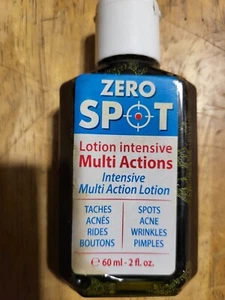 ZERO
SPOT
Lotion intensive
Multi Actions
Intensive
Multi Action Lotion
TACHES SPOTS
ACNÉS ACNE
RIDES WRINKLES
BOUTONS PIMPLES
℮ 60 ml - 2 fl. oz.